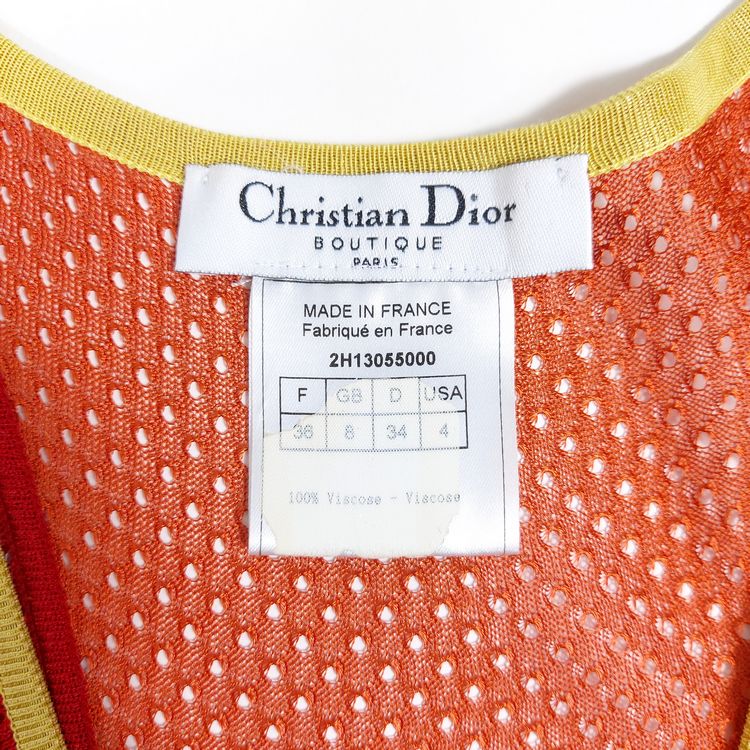 Christian Dior
BOUTIQUE
PARIS
MADE IN FRANCE
Fabriqué en France
2H13055000
F GB D USA
36 8 34 4
100% Viscose - Viscose